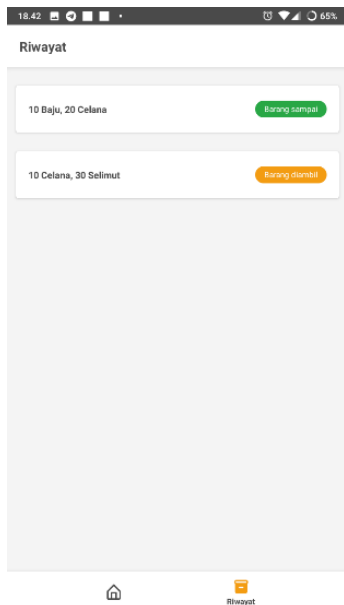 18.42
65%
Riwayat
10 Baju, 20 Celana
Barang sampai
10 Celana, 30 Selimut
Barang diambil
Riwayat